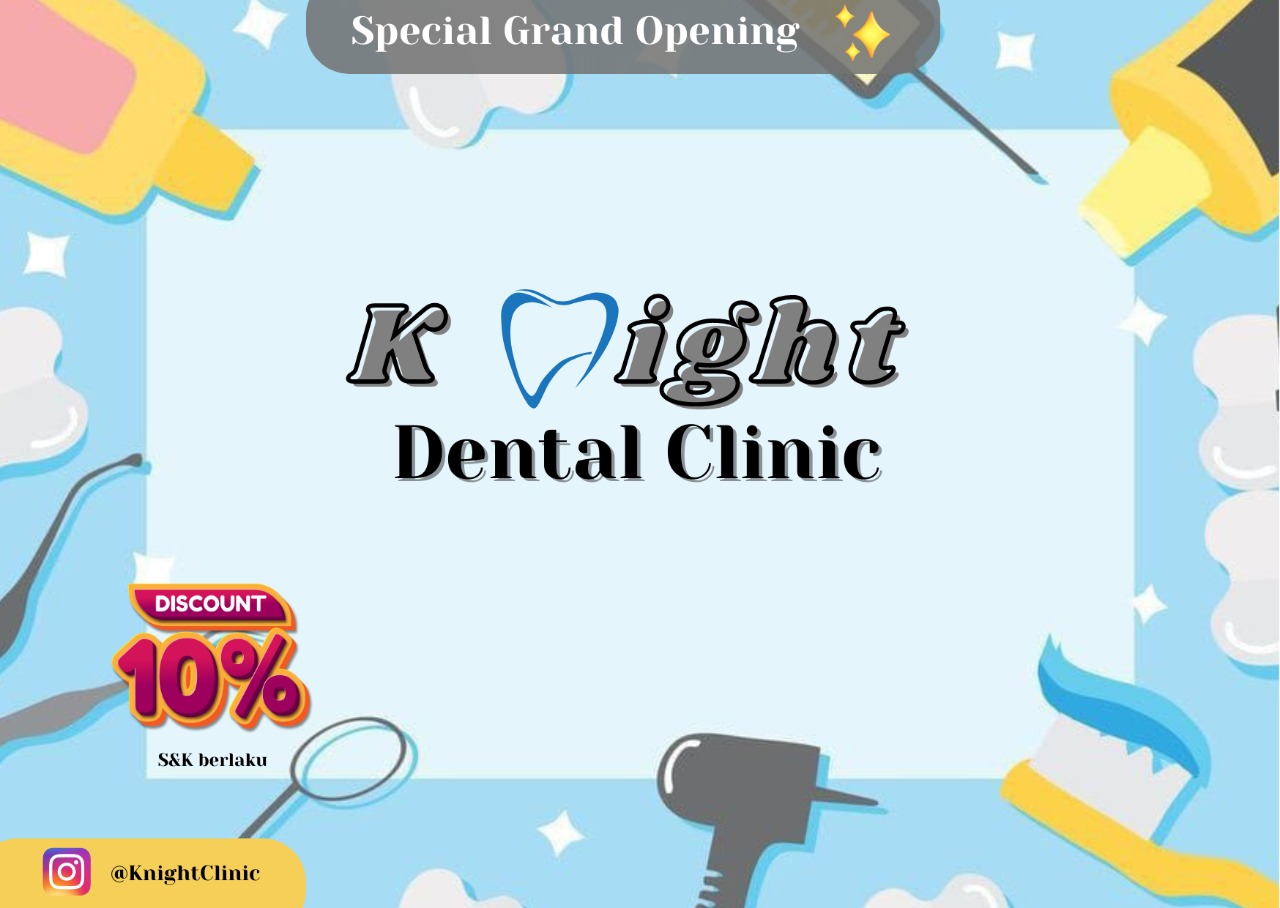 Special Grand Opening
K ight
Dental Clinic
DISCOUNT
10%
S&K berlaku
@KnightClinic